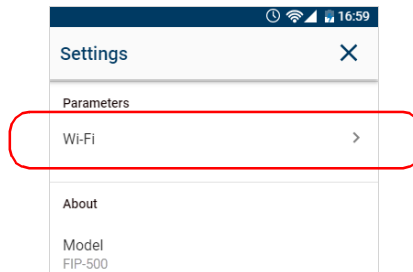 16:59
Settings
Parameters
Wi-Fi
About
Model
FIP-500